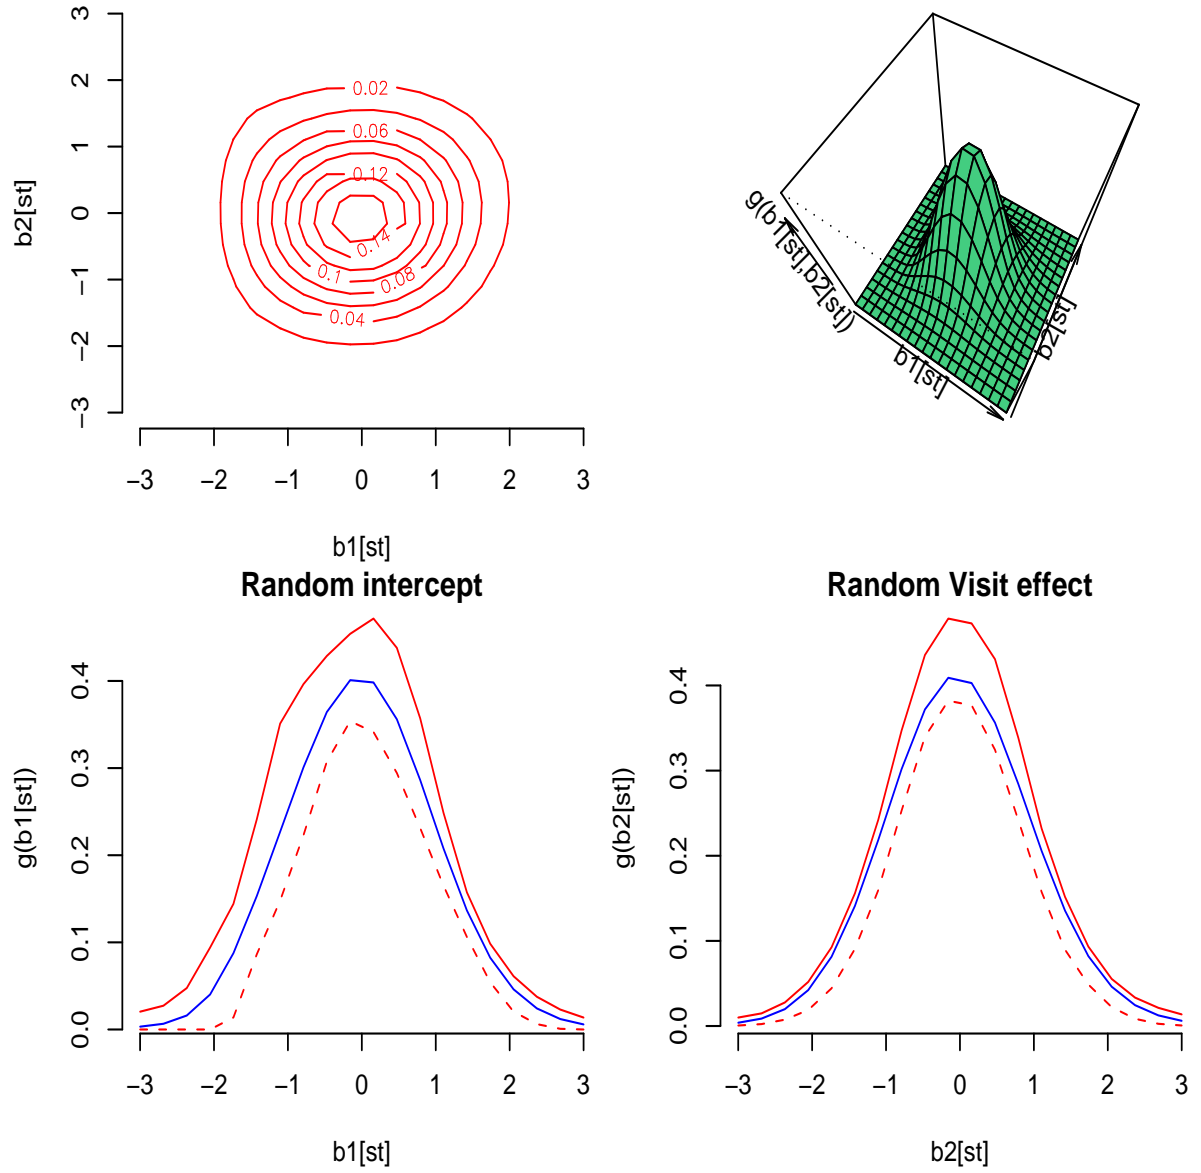 b2[st]
3
2
1
0
−1
−2
−3
0.02
0.06
0.12
0.14
0.1
0.08
0.04
−3 −2 −1 0 1 2 3
b1[st]
g(b1[st],b2[st])
b1[st]
b2[st]
Random intercept
g(b1[st])
0.4
0.3
0.2
0.1
0.0
−3 −2 −1 0 1 2 3
b1[st]
Random Visit effect
g(b2[st])
0.4
0.3
0.2
0.1
0.0
−3 −2 −1 0 1 2 3
b2[st]